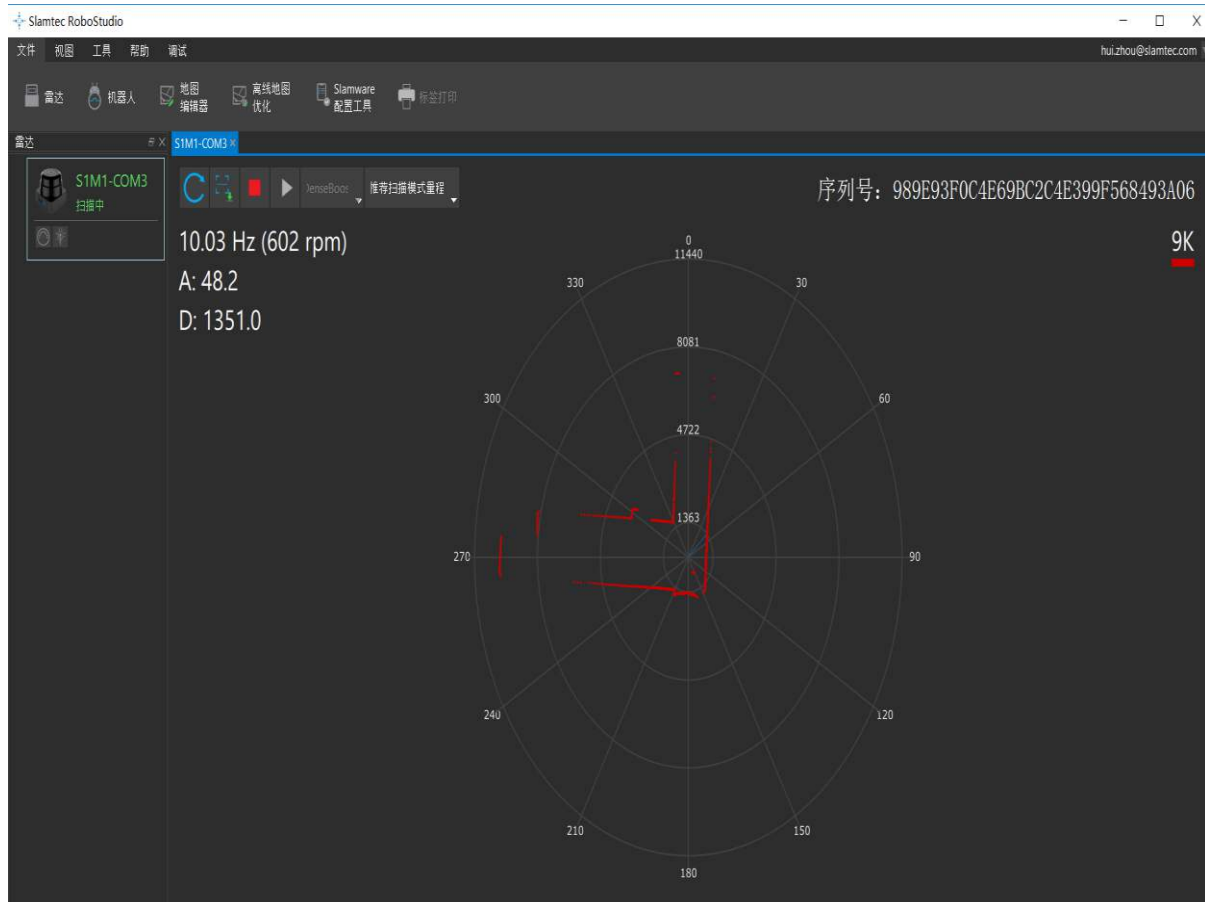 Slamtec RoboStudio
文件 视图 工具 帮助 调试
hui.zhou@slamtec.com
雷达
机器人
地图
编辑器
离线地图
优化
Slamware
配置工具
标签打印
雷达
S1M1-COM3
S1M1-COM3
扫描中
DenseBoos
推荐扫描模式量程
序列号: 989E93F0C4E69BC2C4E399F568493A06
10.03 Hz (602 rpm)
A: 48.2
D: 1351.0
9K
0
11440
330
30
8081
300
60
4722
1363
270
90
240
120
210
150
180